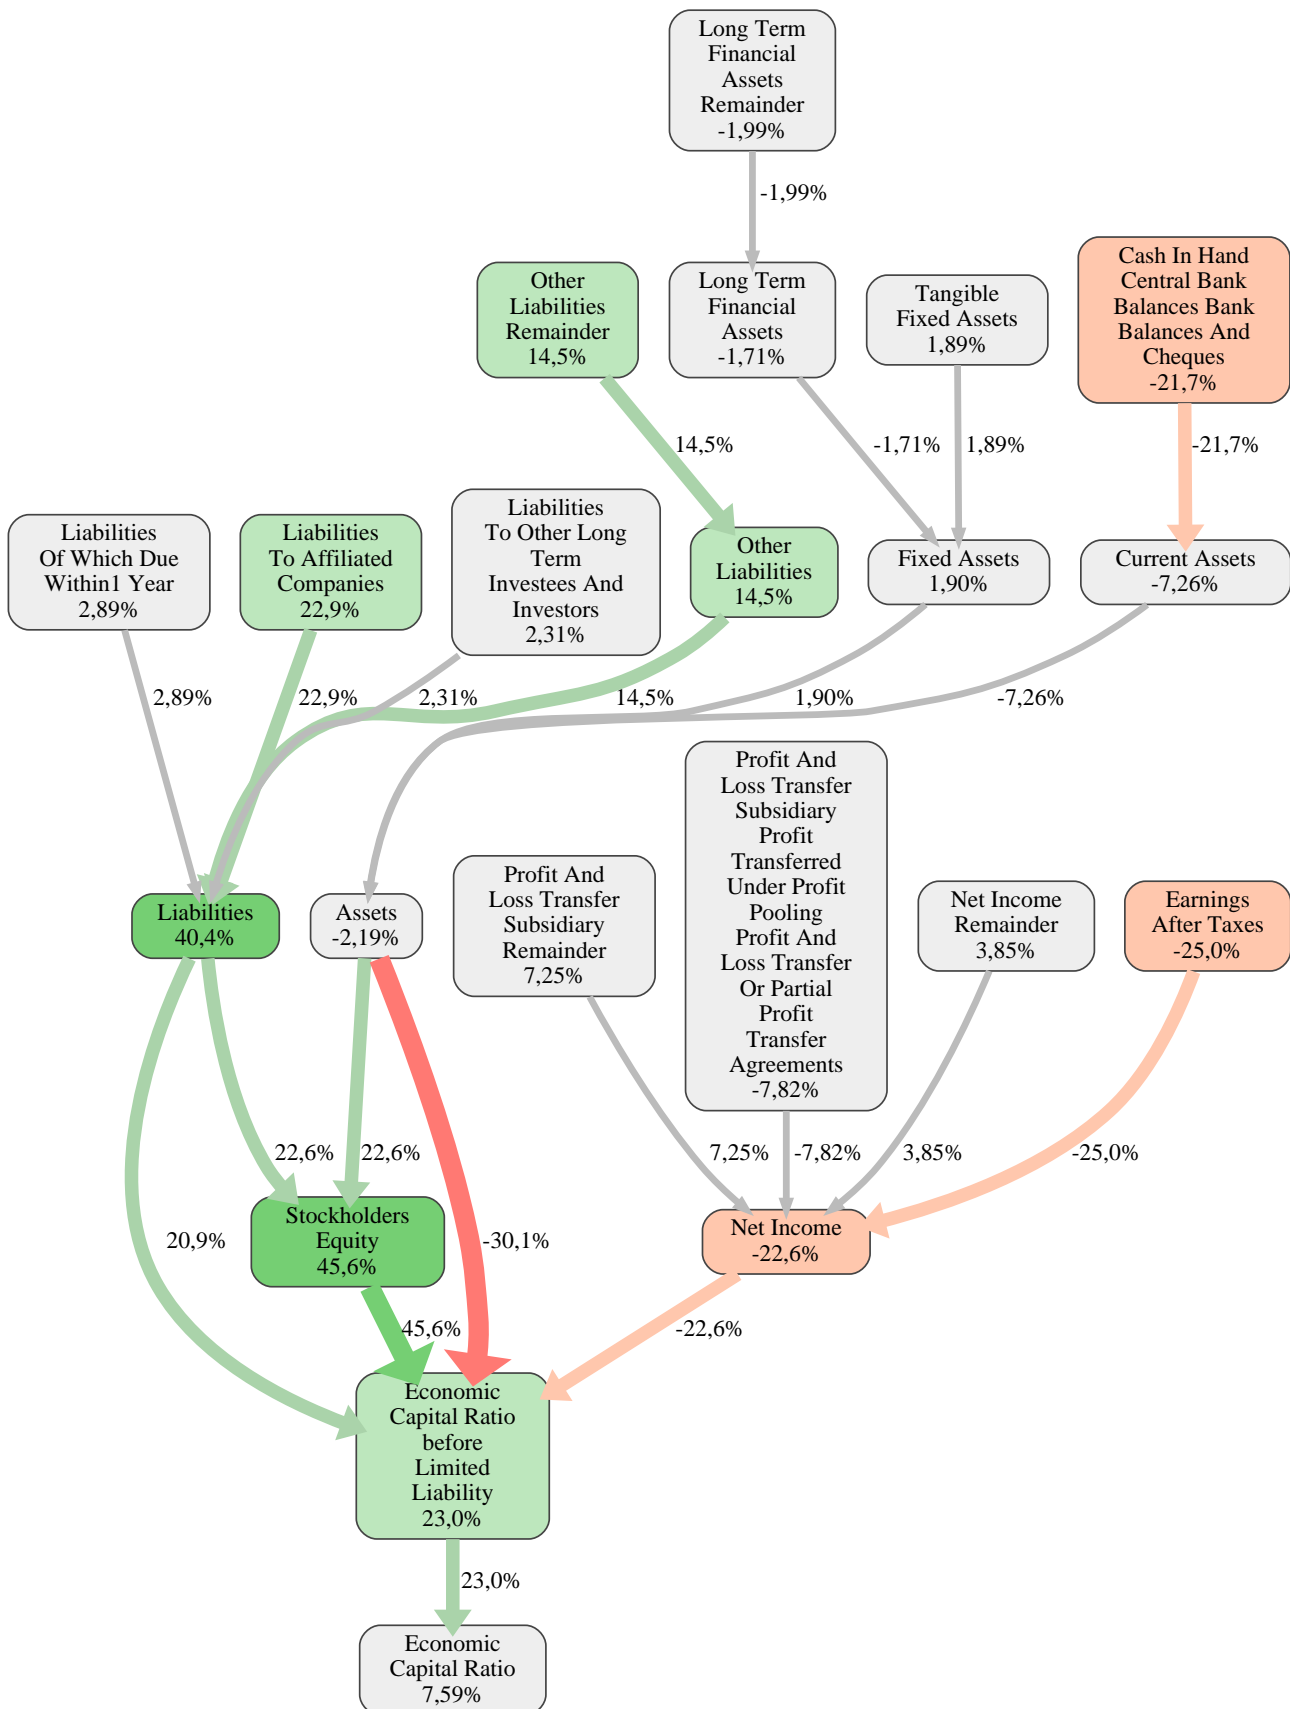 Long Term
Financial
Assets
Remainder
-1,99%
-1,99%
Other
Liabilities
Remainder
14,5%
Long Term
Financial
Assets
-1,71%
Tangible
Fixed Assets
1,89%
Cash In Hand
Central Bank
Balances Bank
Balances And
Cheques
-21,7%
14,5%
-1,71%
1,89%
-21,7%
Liabilities
Of Which Due
Within1 Year
2,89%
Liabilities
To Affiliated
Companies
22,9%
Liabilities
To Other Long
Term
Investees And
Investors
2,31%
Other
Liabilities
14,5%
Fixed Assets
1,90%
Current Assets
-7,26%
2,89%
22,9%
2,31%
14,5%
1,90%
-7,26%
Liabilities
40,4%
Assets
-2,19%
Profit And
Loss Transfer
Subsidiary
Remainder
7,25%
Profit And
Loss Transfer
Subsidiary
Profit
Transferred
Under Profit
Pooling
Profit And
Loss Transfer
Or Partial
Profit
Transfer
Agreements
-7,82%
Net Income
Remainder
3,85%
Earnings
After Taxes
-25,0%
22,6%
22,6%
7,25%
-7,82%
3,85%
-25,0%
Stockholders
Equity
45,6%
Net Income
-22,6%
20,9%
-30,1%
45,6%
-22,6%
Economic
Capital Ratio
before
Limited
Liability
23,0%
23,0%
Economic
Capital Ratio
7,59%